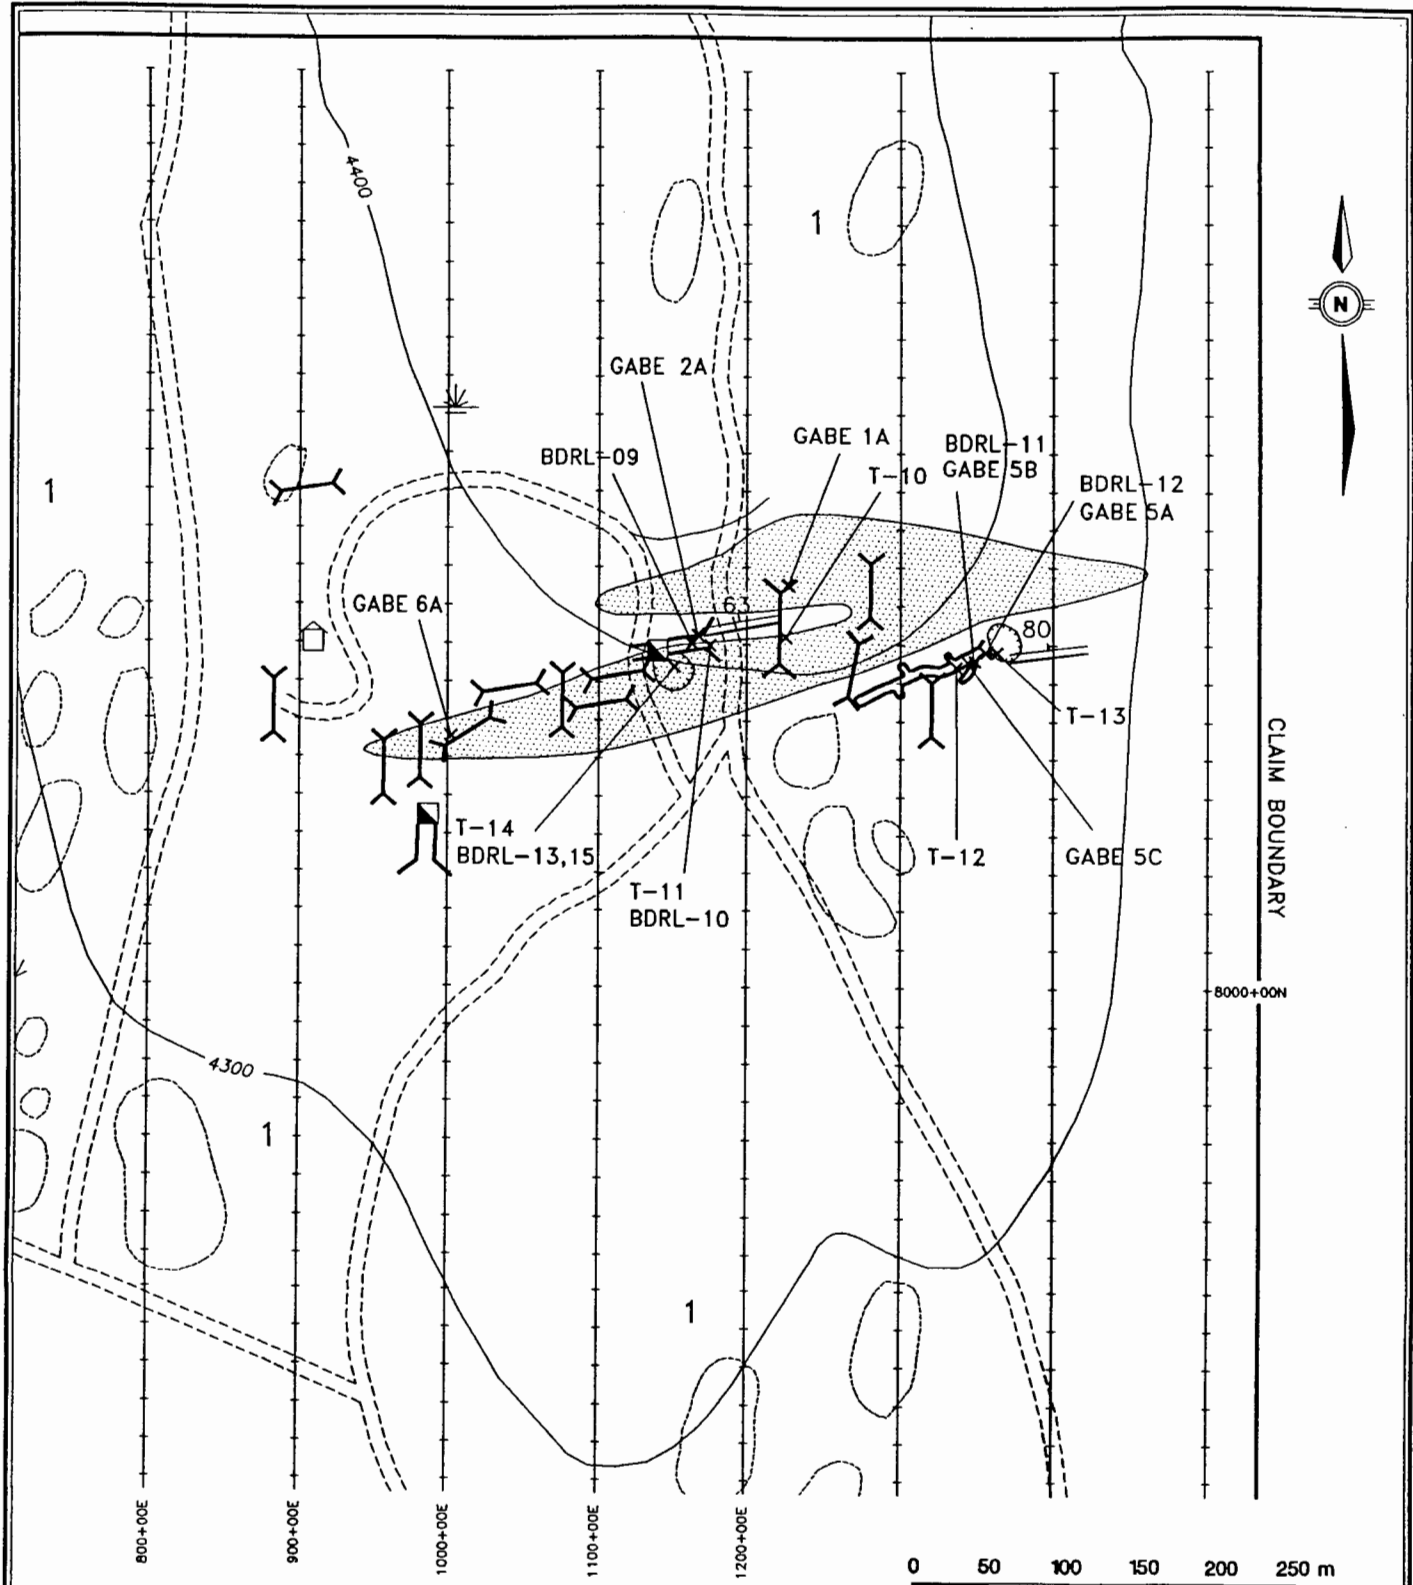 4400
1
N
GABE 2A
GABE 1A
BDRL-11
GABE 5B
BDRL-09
T-10
BDRL-12
GABE 5A
1
GABE 6A
63
80
T-13
CLAIM BOUNDARY
T-14
BDRL-13,15
T-12
GABE 5C
T-11
BDRL-10
8000+00N
4300
1
1
800+00E
900+00E
1000+00E
1100+00E
1200+00E
0 50 100 150 200 250 m